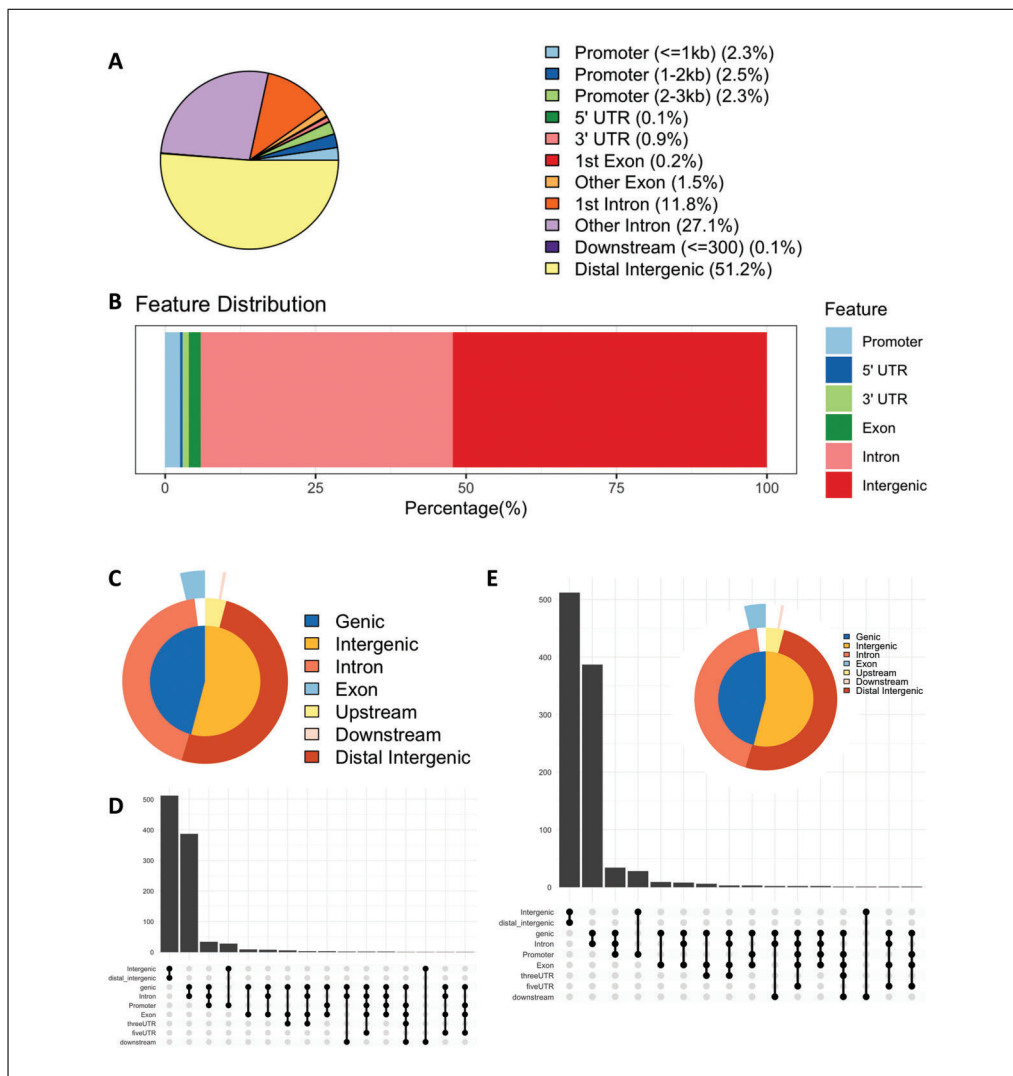 A
Promoter (<=1kb) (2.3%)
Promoter (1-2kb) (2.5%)
Promoter (2-3kb) (2.3%)
5' UTR (0.1%)
3' UTR (0.9%)
1st Exon (0.2%)
Other Exon (1.5%)
1st Intron (11.8%)
Other Intron (27.1%)
Downstream (<=300) (0.1%)
Distal Intergenic (51.2%)
B Feature Distribution
Feature
Promoter
5' UTR
3' UTR
Exon
Intron
Intergenic
0 25 50 75 100
Percentage(%)
C
Genic
Intergenic
Intron
Exon
Upstream
Downstream
Distal Intergenic
D
500
400
300
200
100
0
Intergenic
distal_intergenic
genic
Intron
Promoter
Exon
threeUTR
fiveUTR
downstream
E
500
400
300
200
100
0
Genic
Intergenic
Intron
Exon
Upstream
Downstream
Distal Intergenic
Intergenic
distal_intergenic
genic
Intron
Promoter
Exon
threeUTR
fiveUTR
downstream